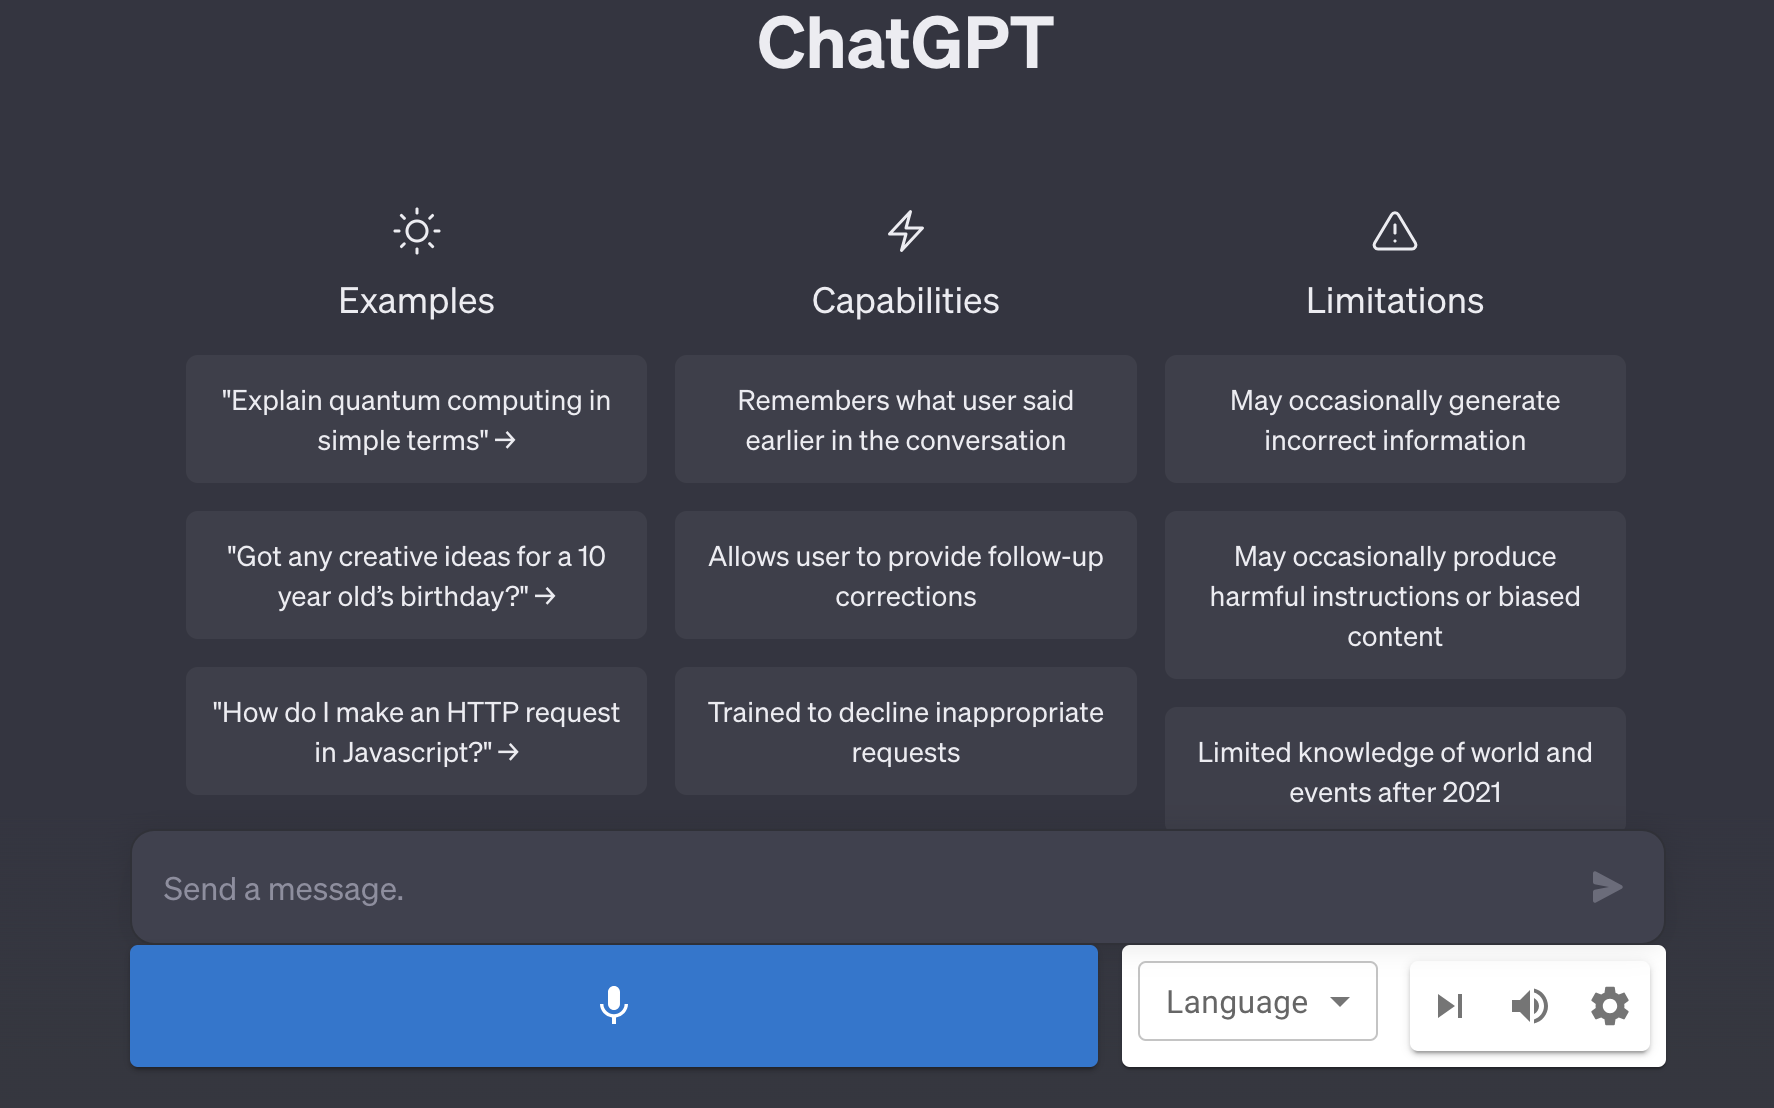 ChatGPT
Examples
"Explain quantum computing in
simple terms" →
"Got any creative ideas for a 10
year old’s birthday?" →
"How do I make an HTTP request
in Javascript?" →
Capabilities
Remembers what user said
earlier in the conversation
Allows user to provide follow-up
corrections
Trained to decline inappropriate
requests
Limitations
May occasionally generate
incorrect information
May occasionally produce
harmful instructions or biased
content
Limited knowledge of world and
events after 2021
Send a message.
Language